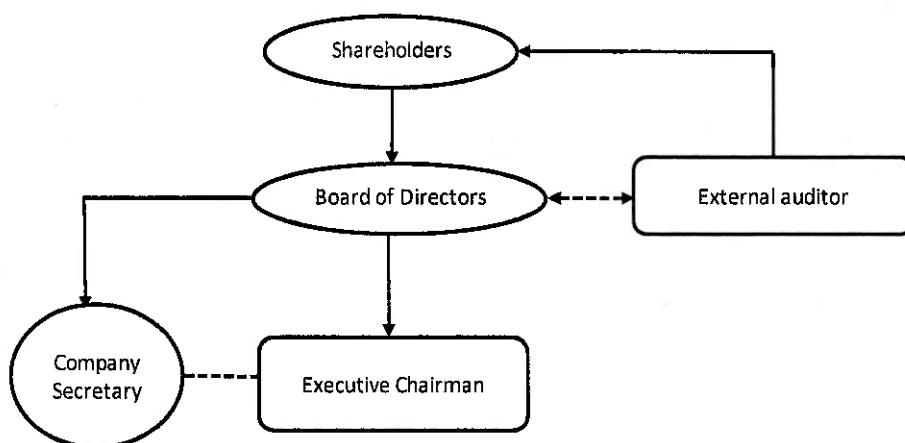 Shareholders
Board of Directors
External auditor
Company
Secretary
Executive Chairman